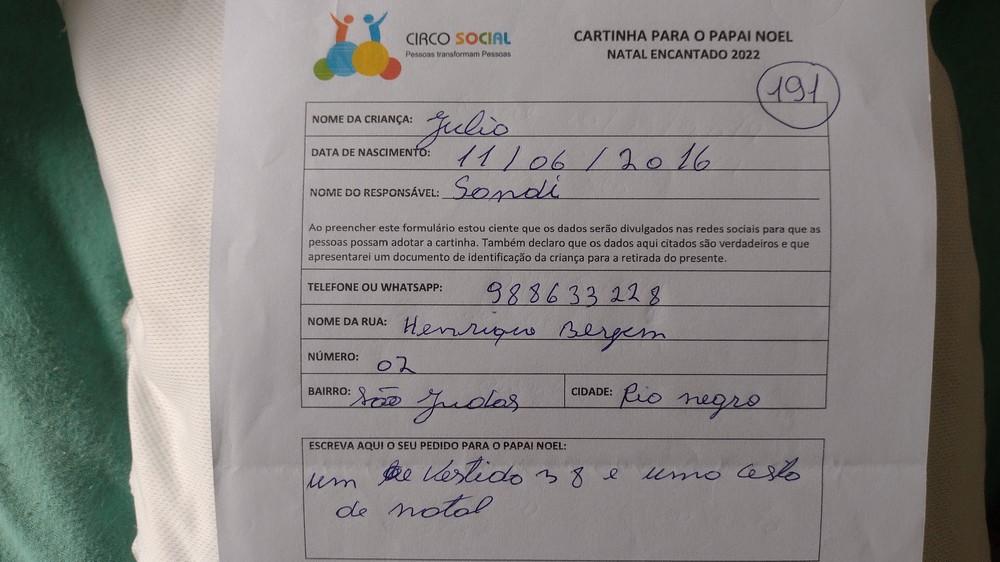 CIRCO SOCIAL
Pessoas transformam Pessoas
CARTINHA PARA O PAPAI NOEL
NATAL ENCANTADO 2022
191
NOME DA CRIANÇA: Julio
DATA DE NASCIMENTO: 11/06/2016
NOME DO RESPONSÁVEL: Sondi
Ao preencher este formulário estou ciente que os dados serão divulgados nas redes sociais para que as
pessoas possam adotar a cartinha. Também declaro que os dados aqui citados são verdadeiros e que
apresentarei um documento de identificação da criança para a retirada do presente.
TELEFONE OU WHATSAPP: 988633228
NOME DA RUA: Henrique
NÚMERO: 02
BAIRRO: São Judas CIDADE: Rio negro
ESCREVA AQUI O SEU PEDIDO PARA O PAPAI NOEL:
um vestido n 8 e uma cesta
de natal